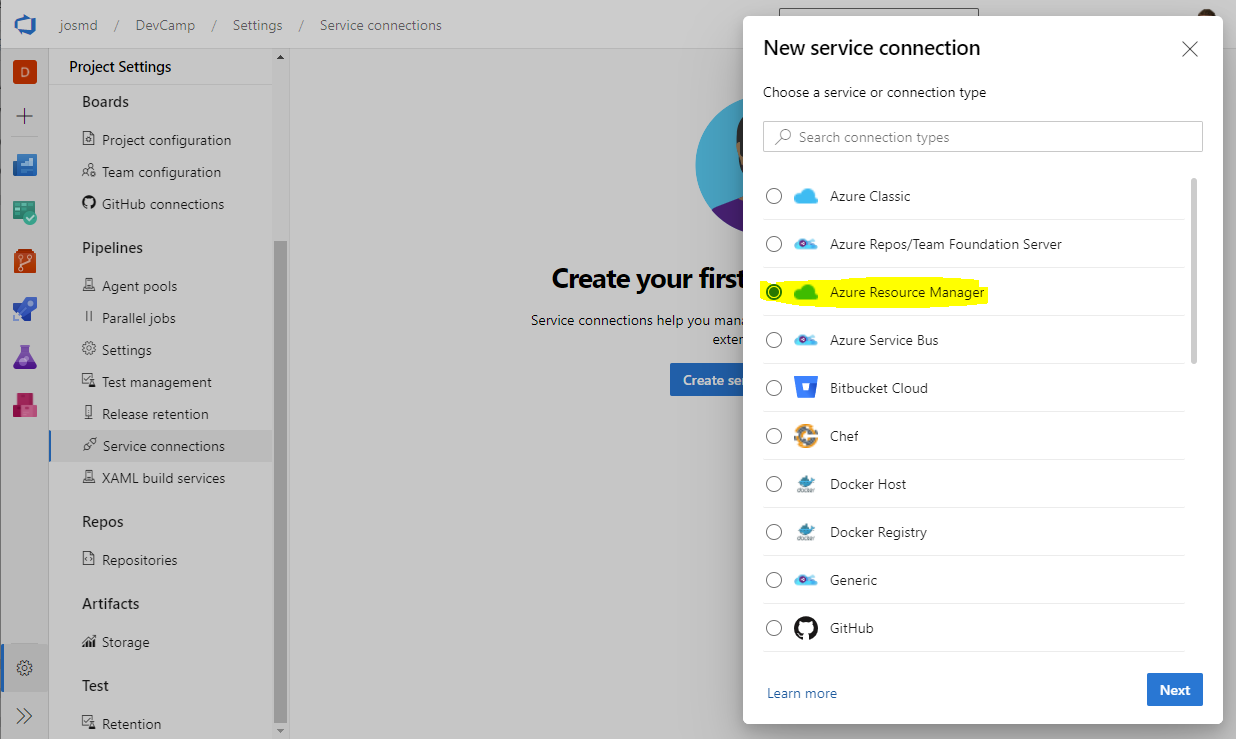 josmd / DevCamp / Settings / Service connections
D
Project Settings
Boards
Project configuration
Team configuration
GitHub connections
Pipelines
Agent pools
Parallel jobs
Settings
Test management
Release retention
Service connections
XAML build services
Repos
Repositories
Artifacts
Storage
Test
Retention
Create your first
Service connections help you mana
exter
Create se
New service connection
Choose a service or connection type
Search connection types
Azure Classic
Azure Repos/Team Foundation Server
Azure Resource Manager
Azure Service Bus
Bitbucket Cloud
Chef
docker Docker Host
docker Docker Registry
Generic
GitHub
Learn more
Next